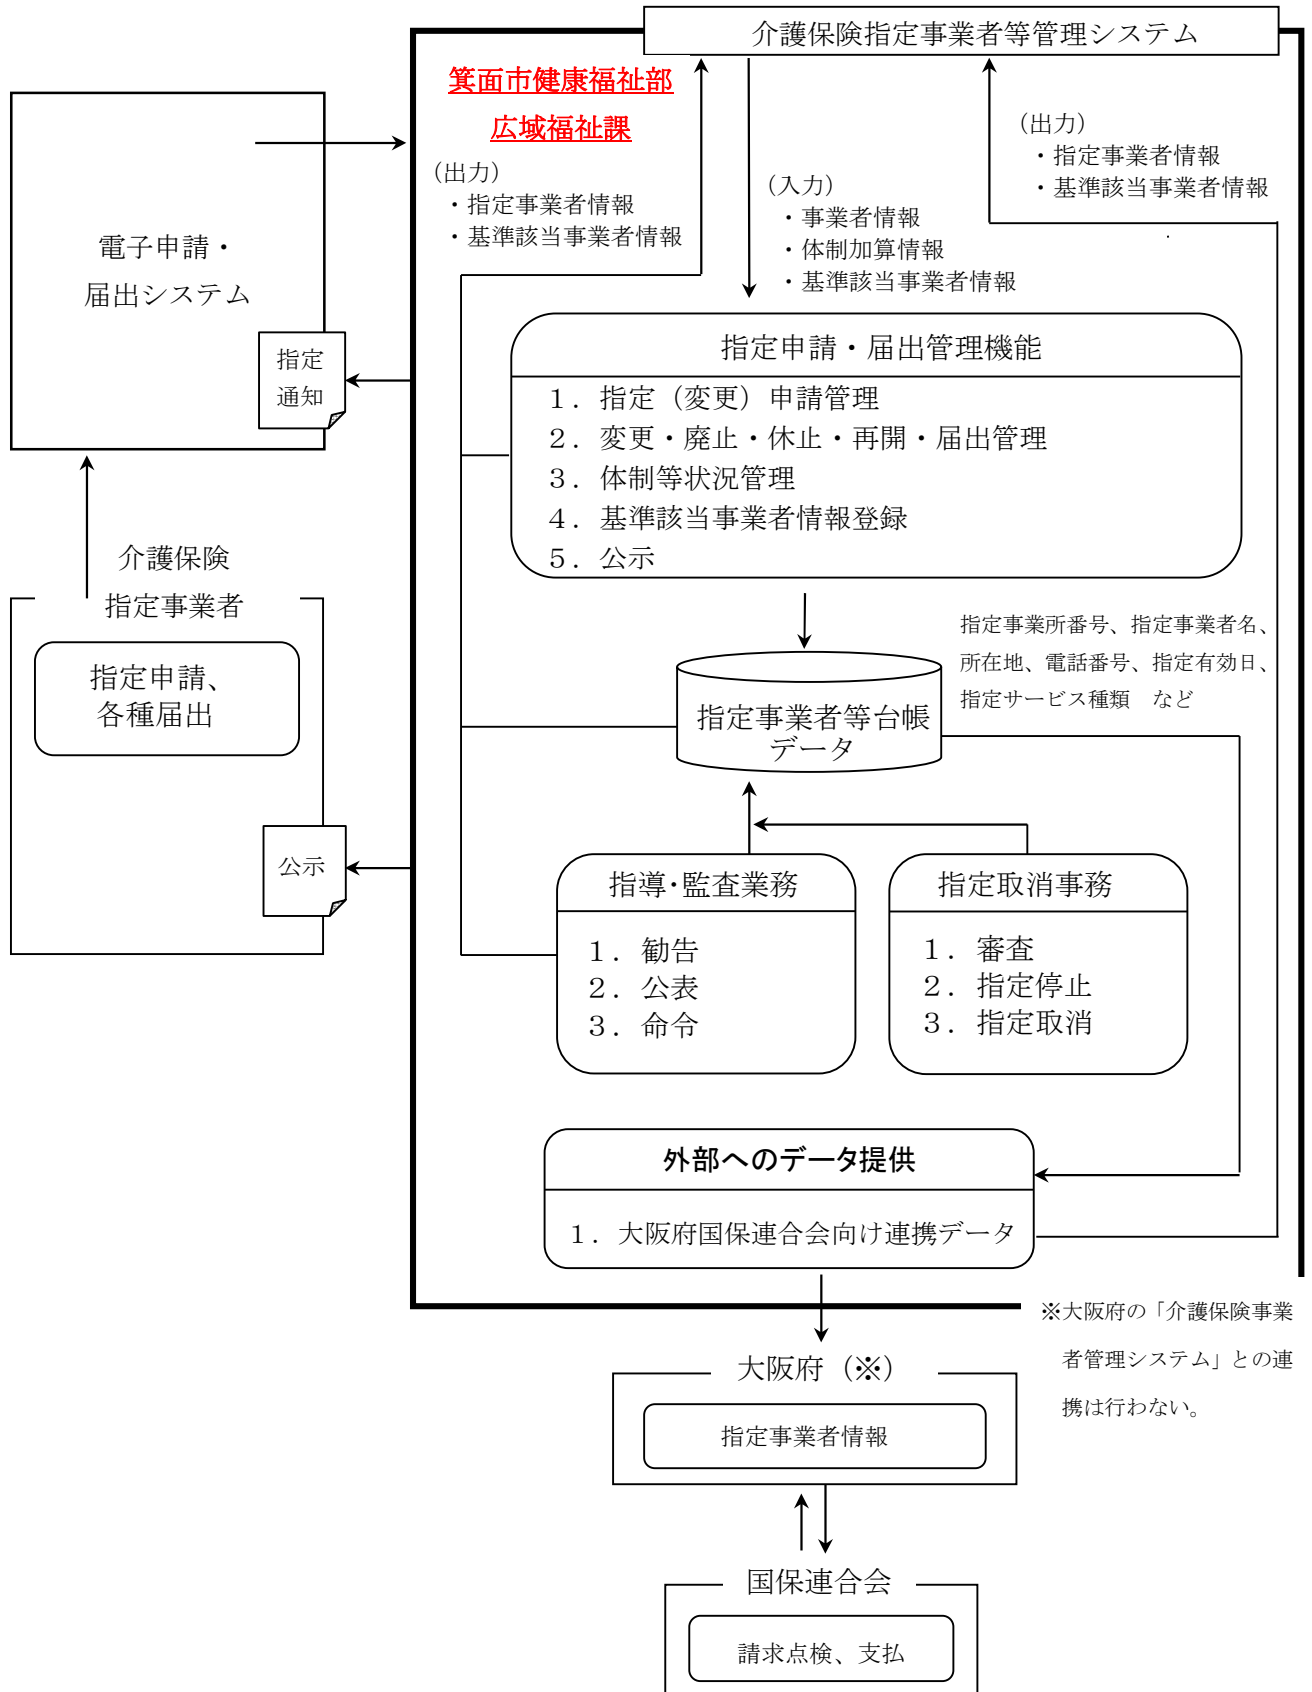 介護保険指定事業者等管理システム
箕面市健康福祉部
広域福祉課
(出力)
・指定事業者情報
・基準該当事業者情報
(入力)
・事業者情報
・体制加算情報
・基準該当事業者情報
(出力)
・指定事業者情報
・基準該当事業者情報
電子申請・
届出システム
指定
通知
指定申請・届出管理機能
１．指定（変更）申請管理
２．変更・廃止・休止・再開・届出管理
３．体制等状況管理
４．基準該当事業者情報登録
５．公示
介護保険
指定事業者
指定申請、
各種届出
公示
指定事業所番号、指定事業者名、
所在地、電話番号、指定有効日、
指定サービス種類　など
指定事業者等台帳
データ
指導・監査業務
１．勧告
２．公表
３．命令
指定取消事務
１．審査
２．指定停止
３．指定取消
外部へのデータ提供
１．大阪府国保連合会向け連携データ
※大阪府の「介護保険事業
者管理システム」との連
携は行わない。
大阪府（※）
指定事業者情報
国保連合会
請求点検、支払